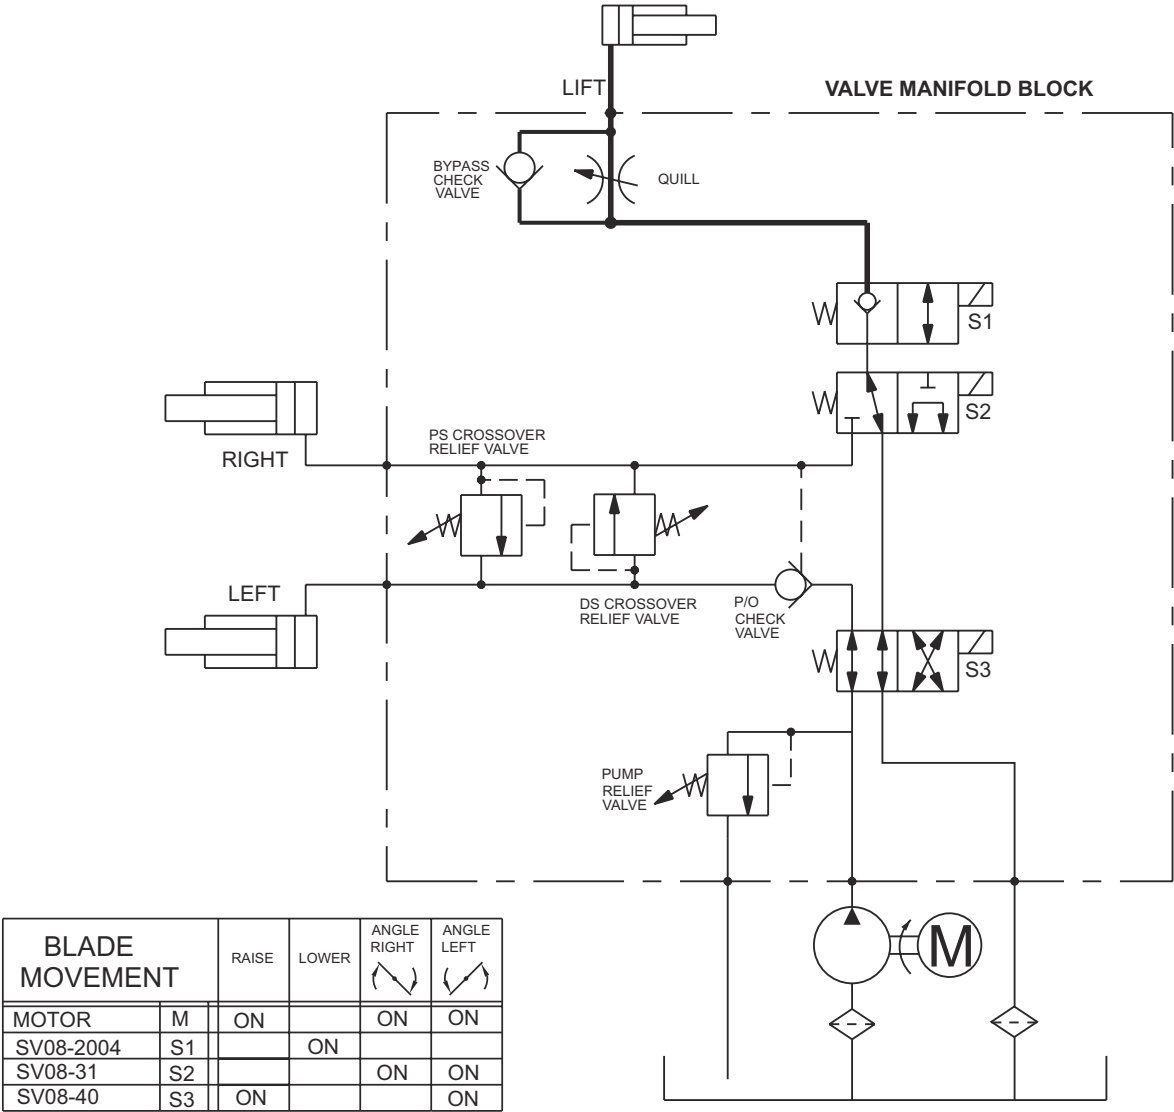 LIFT
VALVE MANIFOLD BLOCK
BYPASS
CHECK
VALVE
QUILL
S1
S2
PS CROSSOVER
RELIEF VALVE
RIGHT
LEFT
DS CROSSOVER
RELIEF VALVE
P/O
CHECK
VALVE
S3
PUMP
RELIEF
VALVE
M
BLADE
MOVEMENT
RAISE
LOWER
ANGLE
RIGHT
ANGLE
LEFT
MOTOR M ON ON ON
SV08-2004 S1 ON
SV08-31 S2 ON ON
SV08-40 S3 ON ON